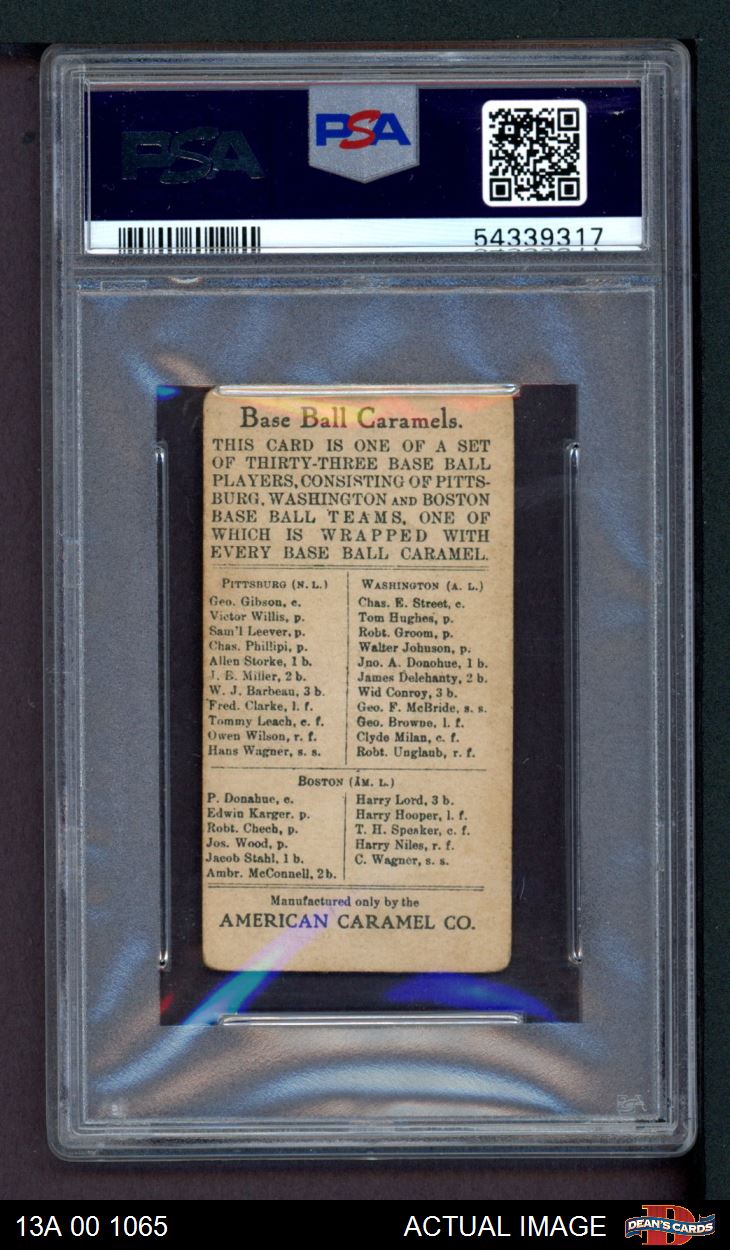 PSA
PSA
54339317
Base Ball Caramels.
THIS CARD IS ONE OF A SET
OF THIRTY-THREE BASE BALL
PLAYERS, CONSISTING OF PITTS-
BURG, WASHINGTON AND BOSTON
BASE BALL TEAMS, ONE OF
WHICH IS WRAPPED WITH
EVERY BASE BALL CARAMEL.
PITTSBURG (N. L.)
Geo. Gibson, c.
Victor Willis, p.
Sam'l Leever, p.
Chas. Phillipi, p.
Allen Storke, 1 b.
J. B. Miller, 2 b.
W. J. Barbeau, 3 b.
Fred. Clarke, l. f.
Tommy Leach, c. f.
Owen Wilson, r. f.
Hans Wagner, s. s.
WASHINGTON (A. L.)
Chas. E. Street, c.
Tom Hughes, p.
Robt. Groom, p.
Walter Johnson, p.
Jno. A. Donohue, 1 b.
James Delehanty, 2 b.
Wid Conroy, 3 b.
Geo. F. McBride, s. s.
Geo. Browne, l. f.
Clyde Milan, c. f.
Robt. Unglaub, r. f.
BOSTON (AM. L.)
P. Donahue, c.
Edwin Karger. p.
Robt. Chech, p.
Jos. Wood, p.
Jacob Stahl, 1 b.
Ambr. McConnell, 2 b.
Harry Lord, 3 b.
Harry Hooper, l. f.
T. H. Speaker, c. f.
Harry Niles, r. f.
C. Wagner, s. s.
Manufactured only by the
AMERICAN CARAMEL CO.
PSA
13A 00 1065
ACTUAL IMAGE
DEAN'S CARDS